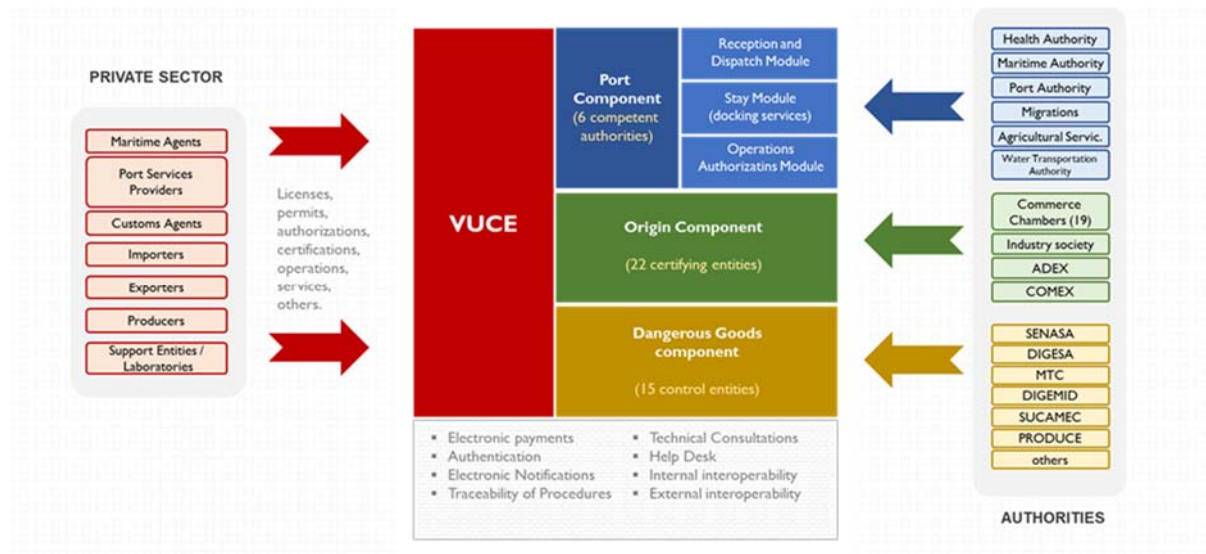 PRIVATE SECTOR
Maritime Agents
Port Services
Providers
Customs Agents
Importers
Exporters
Producers
Support Entities /
Laboratories
Licenses,
permits,
authorizations,
certifications,
operations,
services,
others.
VUCE
Port
Component
(6 competent
authorities)
Reception and
Dispatch Module
Stay Module
(docking services)
Operations
Authorizatins Module
Origin Component
(22 certifying entities)
Dangerous Goods
component
(15 control entities)
▪ Electronic payments
▪ Authentication
▪ Electronic Notifications
▪ Traceability of Procedures
▪ Technical Consultations
▪ Help Desk
▪ Internal interoperability
▪ External interoperability
Health Authority
Maritime Authority
Port Authority
Migrations
Agricultural Servic.
Water Transportation
Authority
Commerce
Chambers (19)
Industry society
ADEX
COMEX
SENASA
DIGESA
MTC
DIGEMID
SUCAMEC
PRODUCE
others
AUTHORITIES